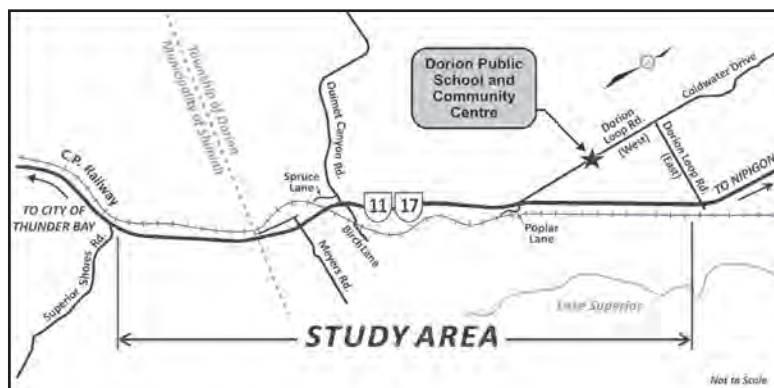 Township of Dorion
Municipality of Shuniah
Ouimet Canyon Rd.
Dorion Public
School and
Community
Centre
Coldwater Drive
Dorion
Loop Rd.
(West)
Dorion Loop Rd.
(East)
TO NIPIGON
C.P. Railway
Spruce
Lane
11 17
TO CITY OF
THUNDER BAY
Birch Lane
Poplar
Lane
Meyers Rd.
Superior Shores Rd.
Lake Superior
STUDY AREA
Not to Scale